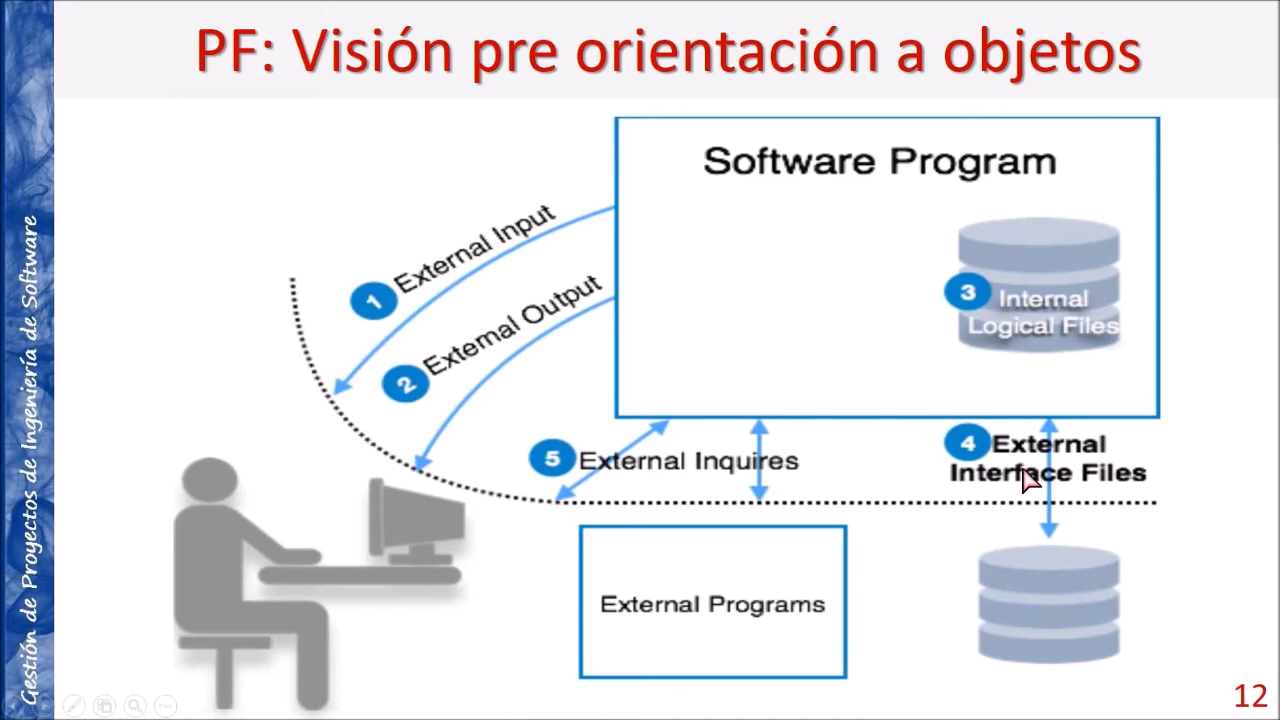 PF: Visión pre orientación a objetos
Gestión de Proyectos de Ingeniería de Software
Software Program
1 External Input
2 External Output
3 Internal
Logical Files
4 External
Interface Files
5 External Inquires
External Programs
12